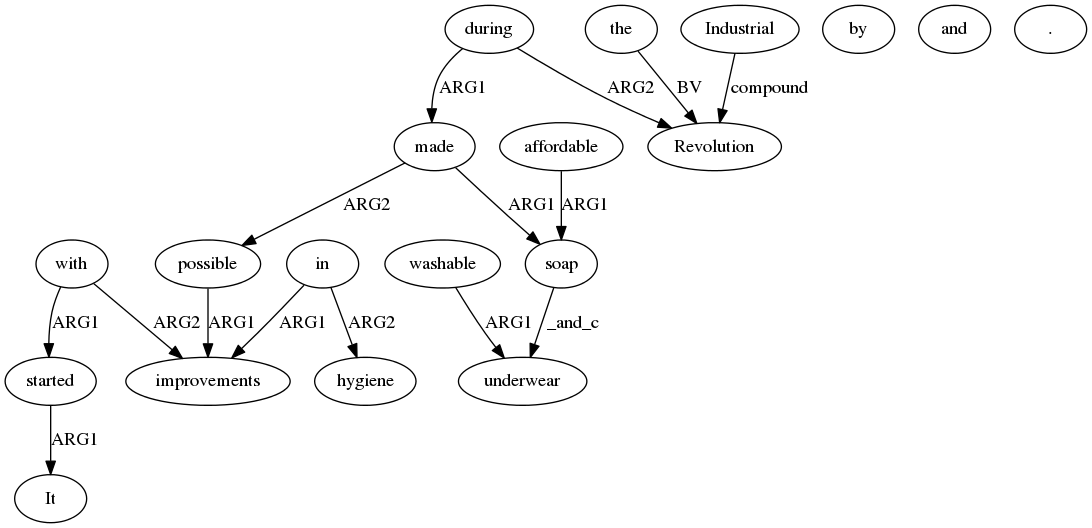 during the Industrial by and .
ARG1 ARG2 BV compound
made affordable Revolution
ARG2 ARG1 ARG1
with possible in washable soap
ARG1 ARG2 ARG1 ARG1 ARG2 ARG1 _and_c
started improvements hygiene underwear
ARG1
It